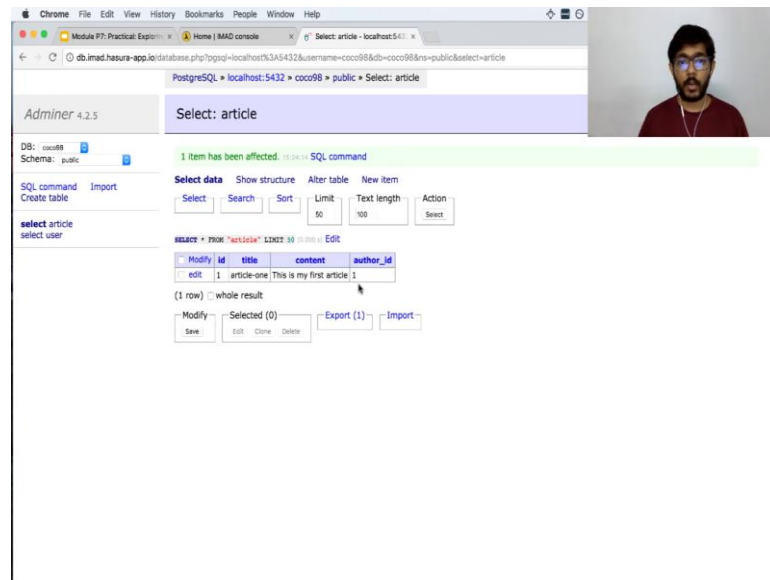 Chrome File Edit View History Bookmarks People Window Help
Module P7: Practical: Explorin
Home | IMAD console
Select: article - localhost:543
db.imad.hasura-app.io/database.php?pgsql=localhost%3A5432&username=coco98&db=coco98&ns=public&select=article
PostgreSQL » localhost:5432 » coco98 » public » Select: article
Adminer 4.2.5
Select: article
DB: coco98
Schema: public
1 item has been affected. 15:24:14 SQL command
SQL command Import
Create table
Select data Show structure Alter table New item
Select Search Sort Limit Text length Action
50 100 Select
select article
select user
SELECT * FROM "article" LIMIT 50 (0.000 s) Edit
Modify id title content author_id
edit 1 article-one This is my first article 1
(1 row) whole result
Modify Selected (0) Export (1) Import
Save Edit Clone Delete